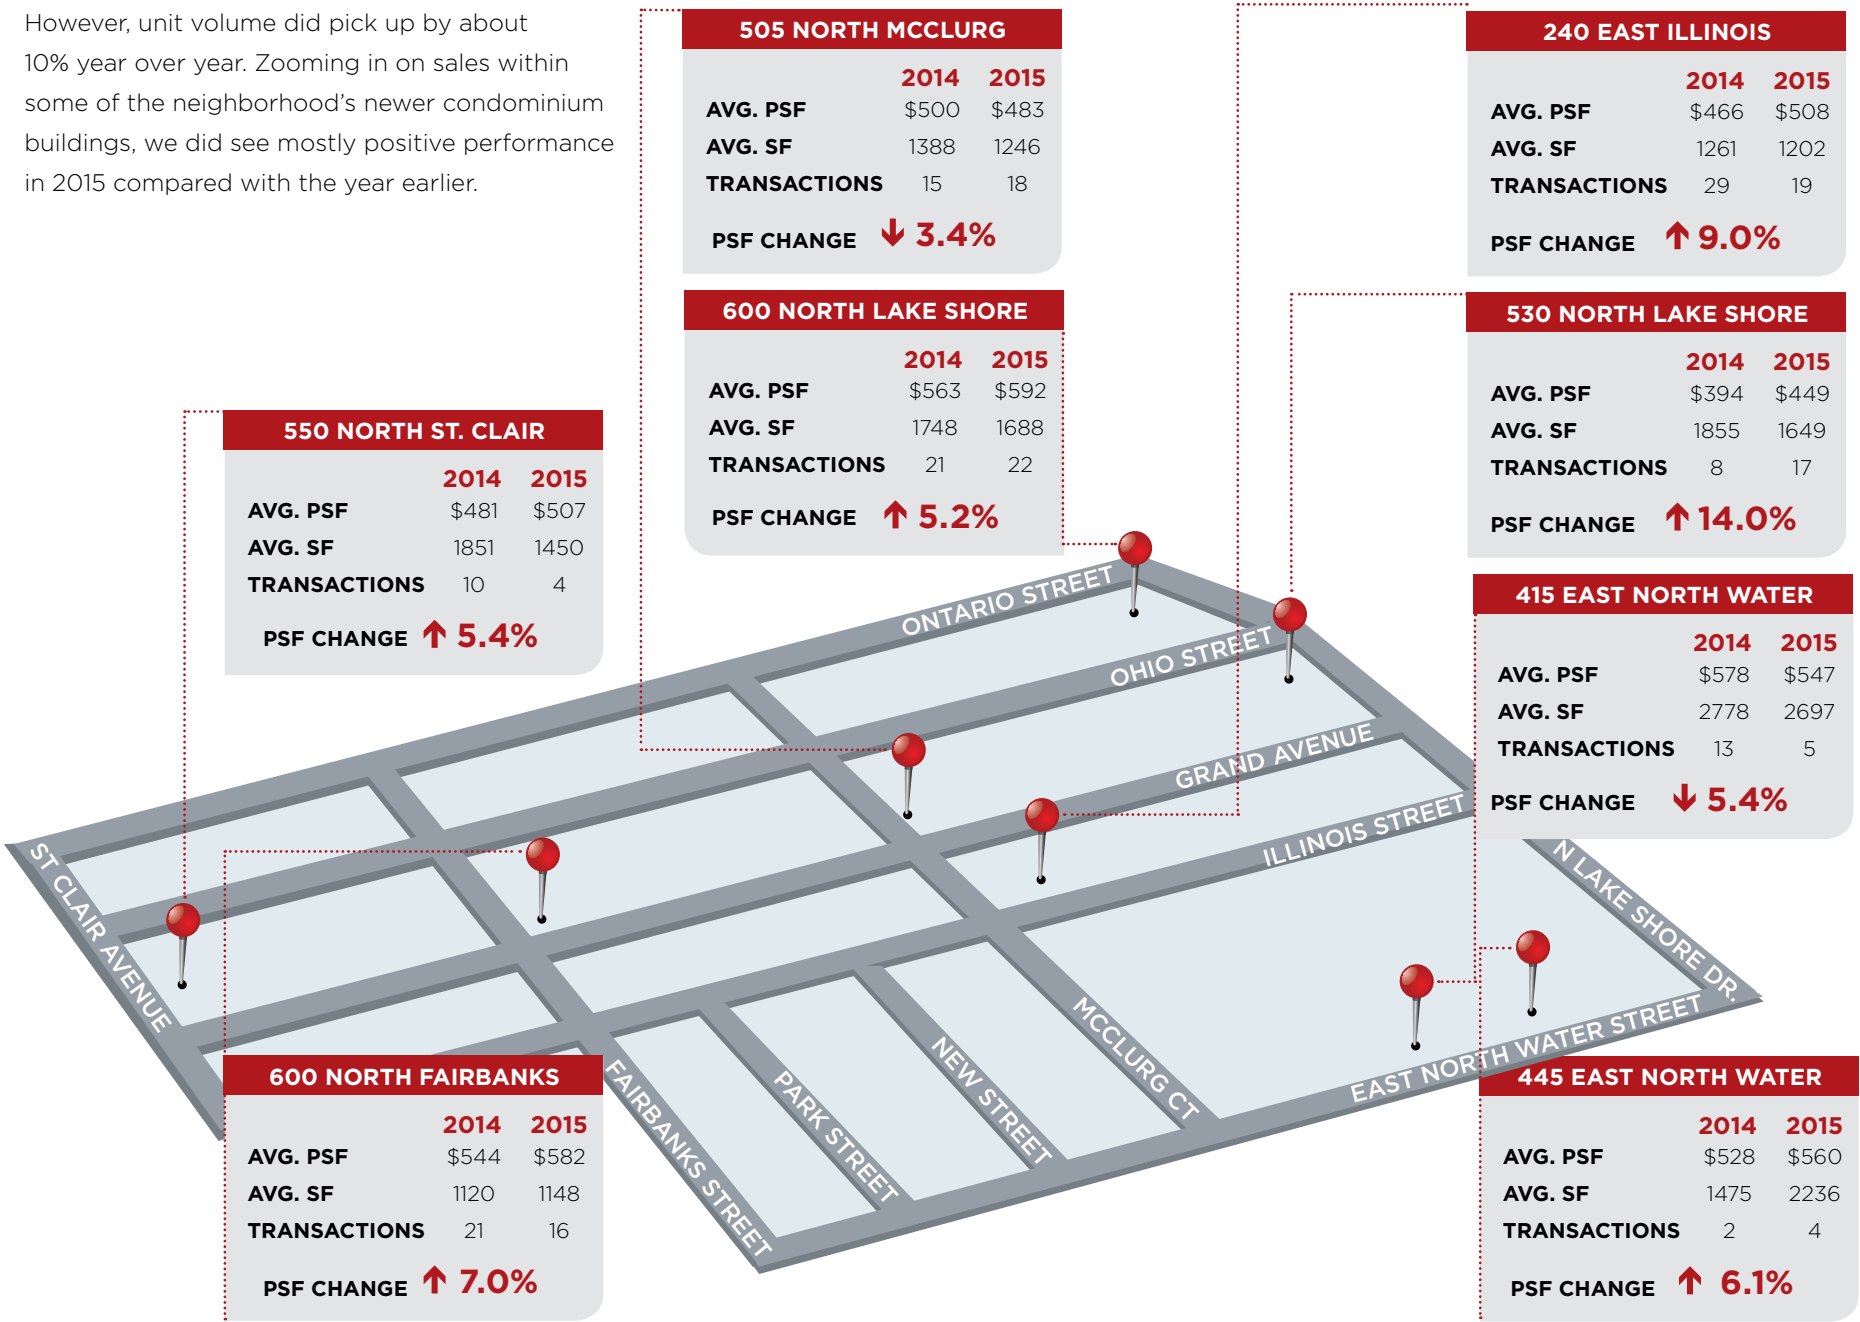 However, unit volume did pick up by about
10% year over year. Zooming in on sales within
some of the neighborhood's newer condominium
buildings, we did see mostly positive performance
in 2015 compared with the year earlier.
505 NORTH MCCLURG
2014 2015
AVG. PSF $500 $483
AVG. SF 1388 1246
TRANSACTIONS 15 18
PSF CHANGE 3.4%
240 EAST ILLINOIS
2014 2015
AVG. PSF $466 $508
AVG. SF 1261 1202
TRANSACTIONS 29 19
PSF CHANGE 9.0%
600 NORTH LAKE SHORE
2014 2015
AVG. PSF $563 $592
AVG. SF 1748 1688
TRANSACTIONS 21 22
PSF CHANGE 5.2%
530 NORTH LAKE SHORE
2014 2015
AVG. PSF $394 $449
AVG. SF 1855 1649
TRANSACTIONS 8 17
PSF CHANGE 14.0%
550 NORTH ST. CLAIR
2014 2015
AVG. PSF $481 $507
AVG. SF 1851 1450
TRANSACTIONS 10 4
PSF CHANGE 5.4%
415 EAST NORTH WATER
2014 2015
AVG. PSF $578 $547
AVG. SF 2778 2697
TRANSACTIONS 13 5
PSF CHANGE 5.4%
ONTARIO STREET
OHIO STREET
GRAND AVENUE
ILLINOIS STREET
ST CLAIR AVENUE
N LAKE SHORE DR.
EAST NORTH WATER STREET
MCCLURG CT
NEW STREET
PARK STREET
FAIRBANKS STREET
600 NORTH FAIRBANKS
2014 2015
AVG. PSF $544 $582
AVG. SF 1120 1148
TRANSACTIONS 21 16
PSF CHANGE 7.0%
445 EAST NORTH WATER
2014 2015
AVG. PSF $528 $560
AVG. SF 1475 2236
TRANSACTIONS 2 4
PSF CHANGE 6.1%